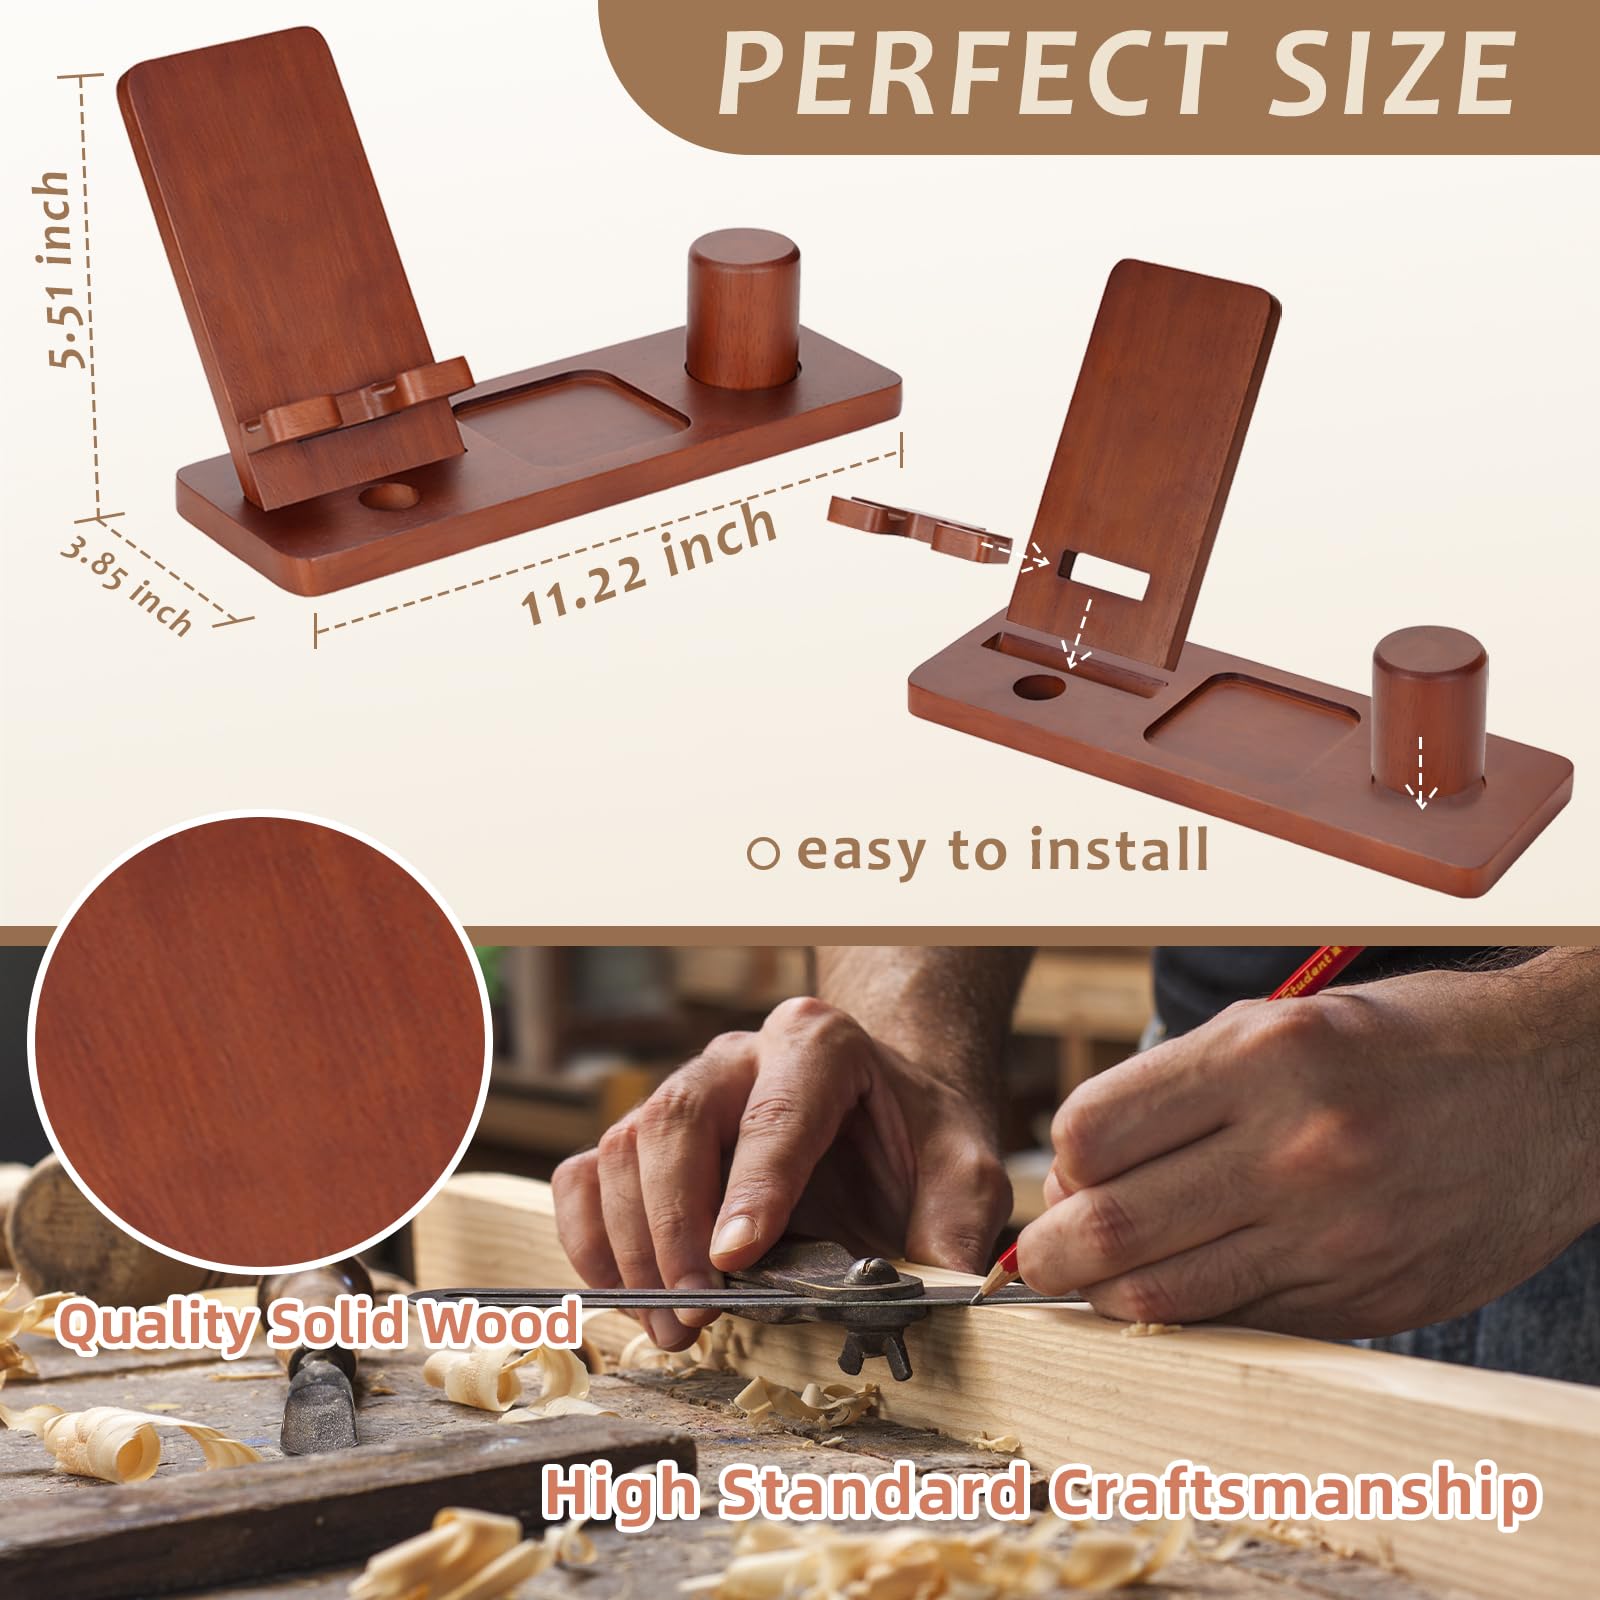 PERFECT SIZE
5.51 inch
3.85 inch
11.22 inch
easy to install
Student
Quality Solid Wood
High Standard Craftsmanship